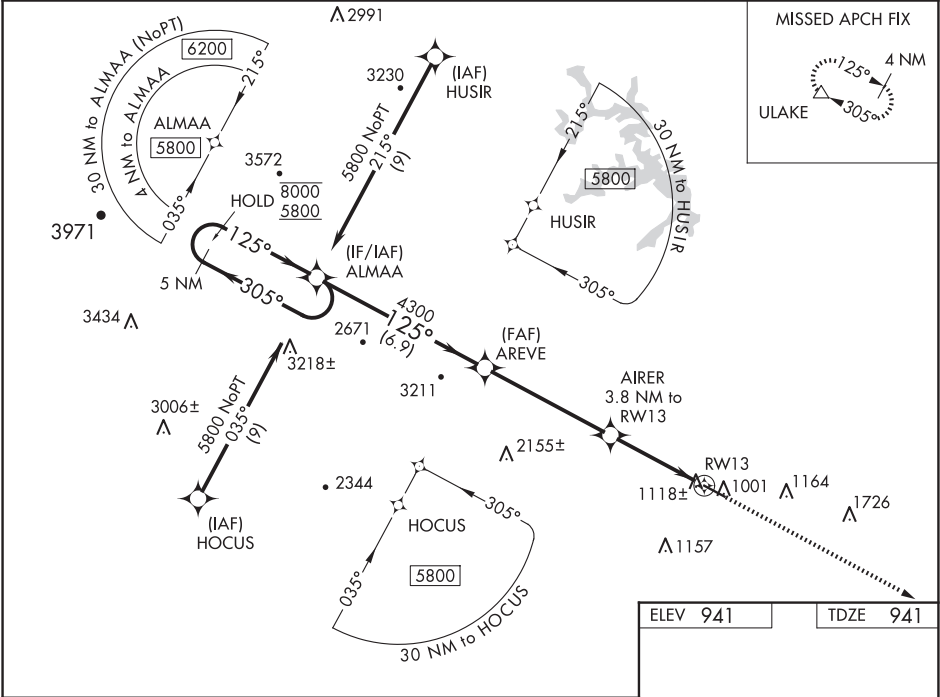 2991
MISSED APCH FIX
125°
4 NM
ULAKE
305°
30 NM to ALMAA (NoPT)
6200
4 NM to ALMAA
215°
ALMAA
5800
035°
3230
(IAF)
HUSIR
5800 NoPT
215°
(9)
215°
30 NM to HUSIR
5800
HUSIR
305°
3572
HOLD
8000
5800
3971
125°
(IF/IAF)
ALMAA
5 NM
305°
4300
125°
(6.9)
3434
2671
3218±
(FAF)
AREVE
3211
AIRER
3.8 NM to
RW13
3006±
5800 NoPT
035°
(9)
2155±
RW13
1118±
1001
1164
1726
2344
(IAF)
HOCUS
305°
HOCUS
035°
5800
30 NM to HOCUS
1157
ELEV 941
TDZE 941